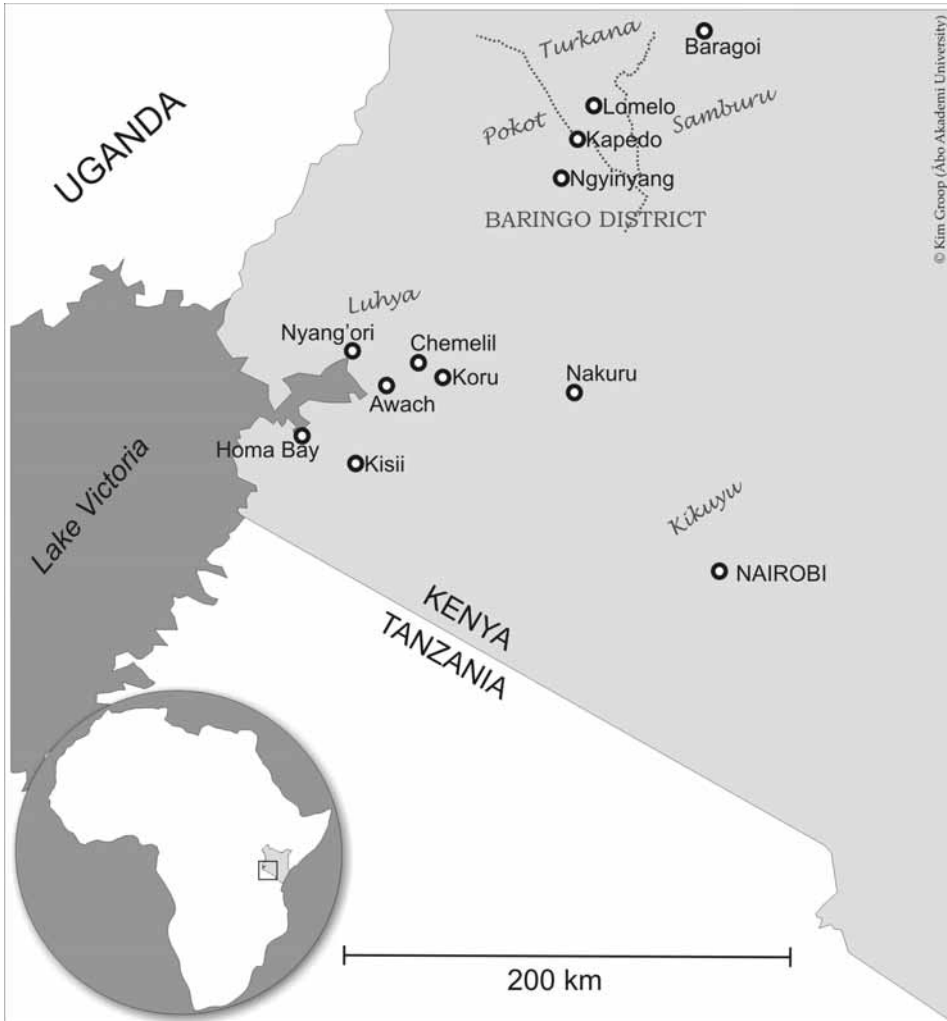 © Kim Groop (Åbo Akademi University)
Turkana
Baragoi
UGANDA
Lomelo
Samburu
Pokot
Kapedo
Ngyinyang
BARINGO DISTRICT
Luhya
Nyang'ori
Chemelil
Koru
Nakuru
Awach
Homa Bay
Kisii
Lake Victoria
Kikuyu
NAIROBI
KENYA
TANZANIA
200 km